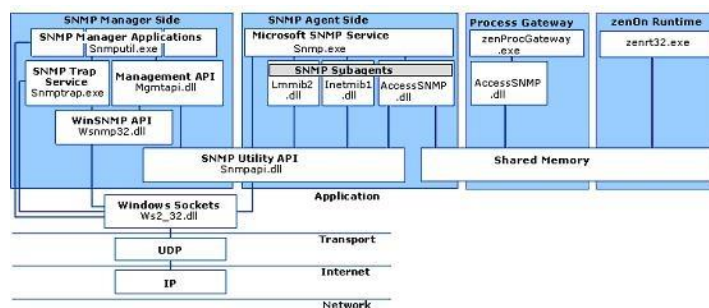 SNMP Manager Side
SNMP Manager Applications
Snmputil.exe
SNMP Trap
Service
Snmptrap.exe
Management API
Mgmtapi.dll
WinSNMP API
Wsnmp32.dll
SNMP Agent Side
Microsoft SNMP Service
Snmp.exe
SNMP Subagents
Lmmib2
.dll
Inetmib1
.dll
AccessSNMP
.dll
SNMP Utility API
Snmpapi.dll
Process Gateway
zenProcGateway
.exe
AccessSNMP
.dll
zenOn Runtime
zenrt32.exe
Shared Memory
Application
Windows Sockets
Ws2_32.dll
Transport
UDP
Internet
IP
Network